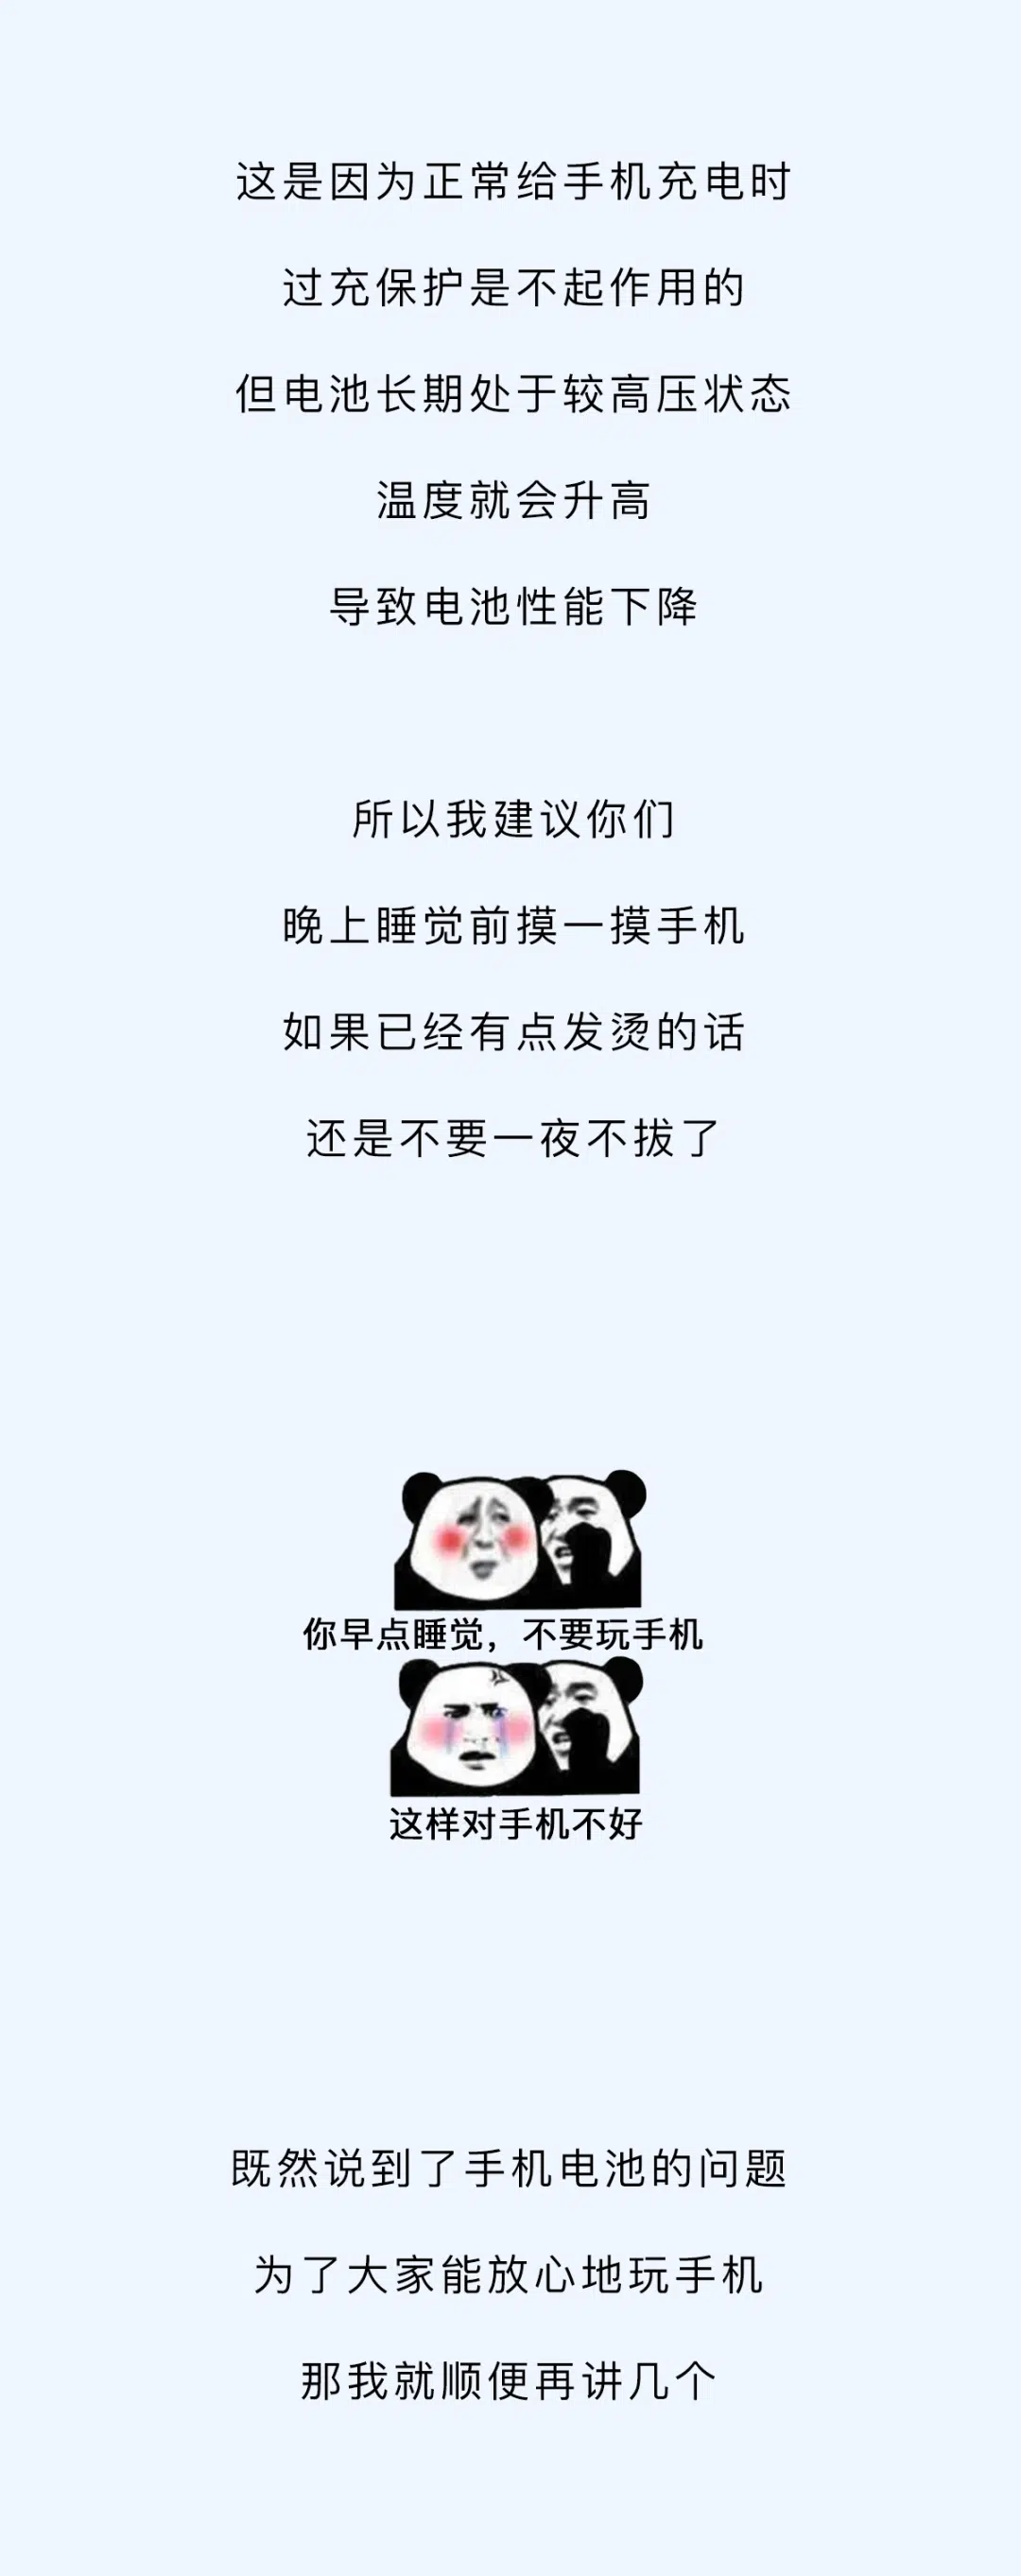 这是因为正常给手机充电时
过充保护是不起作用的
但电池长期处于较高压状态
温度就会升高
导致电池性能下降
所以我建议你们
晚上睡觉前摸一摸手机
如果已经有点发烫的话
还是不要一夜不拔了
你早点睡觉，不要玩手机
这样对手机不好
既然说到了手机电池的问题
为了大家能放心地玩手机
那我就顺便再讲几个